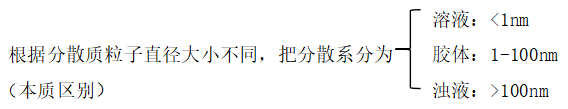 溶液：<1nm
根据分散质粒子直径大小不同，把分散系分为
胶体：1-100nm
（本质区别）
浊液：>100nm